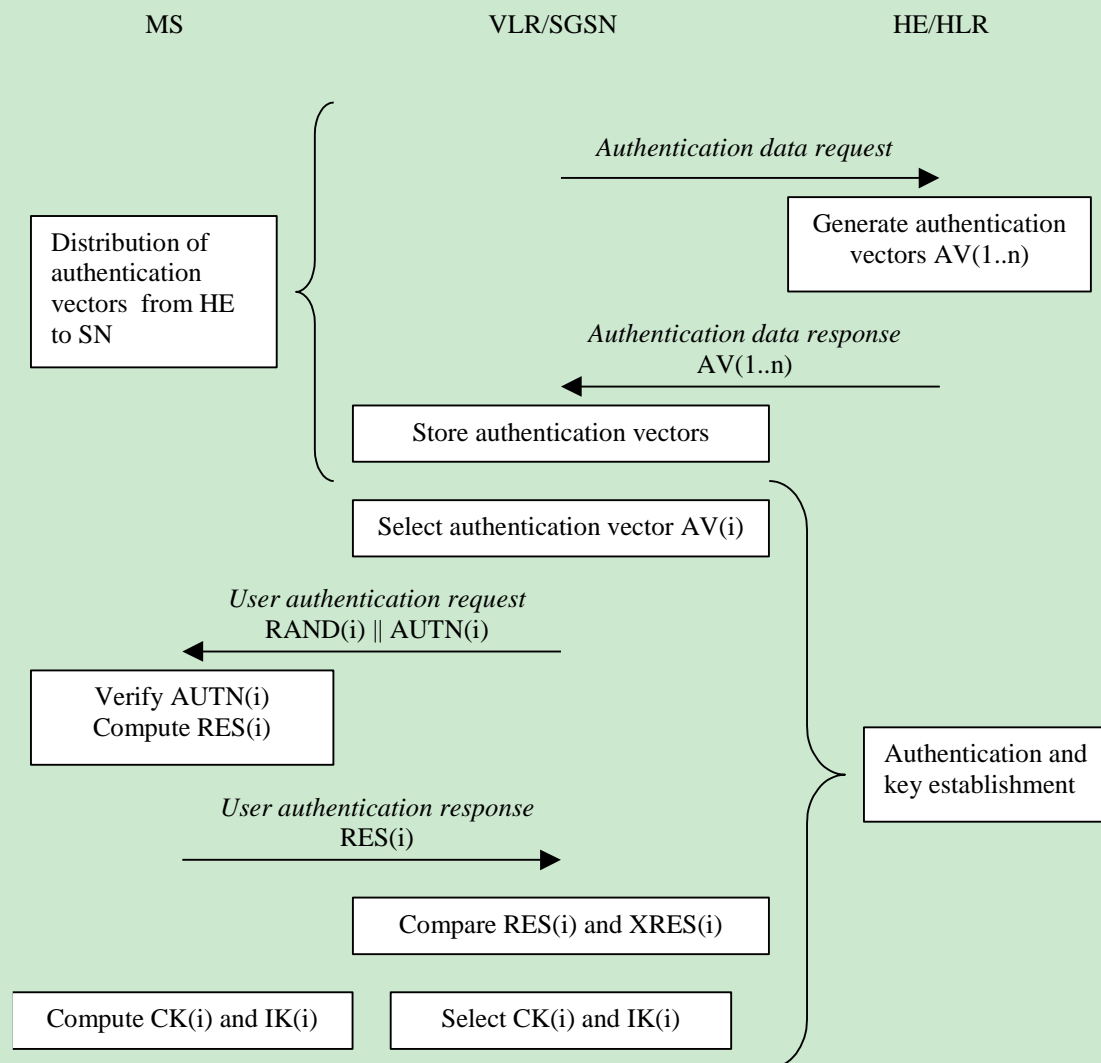 MS VLR/SGSN HE/HLR
Authentication data request
Generate authentication
vectors AV(1..n)
Distribution of
authentication
vectors from HE
to SN
Authentication data response
AV(1..n)
Store authentication vectors
Select authentication vector AV(i)
User authentication request
RAND(i) || AUTN(i)
Verify AUTN(i)
Compute RES(i)
Authentication and
key establishment
User authentication response
RES(i)
Compare RES(i) and XRES(i)
Compute CK(i) and IK(i)
Select CK(i) and IK(i)